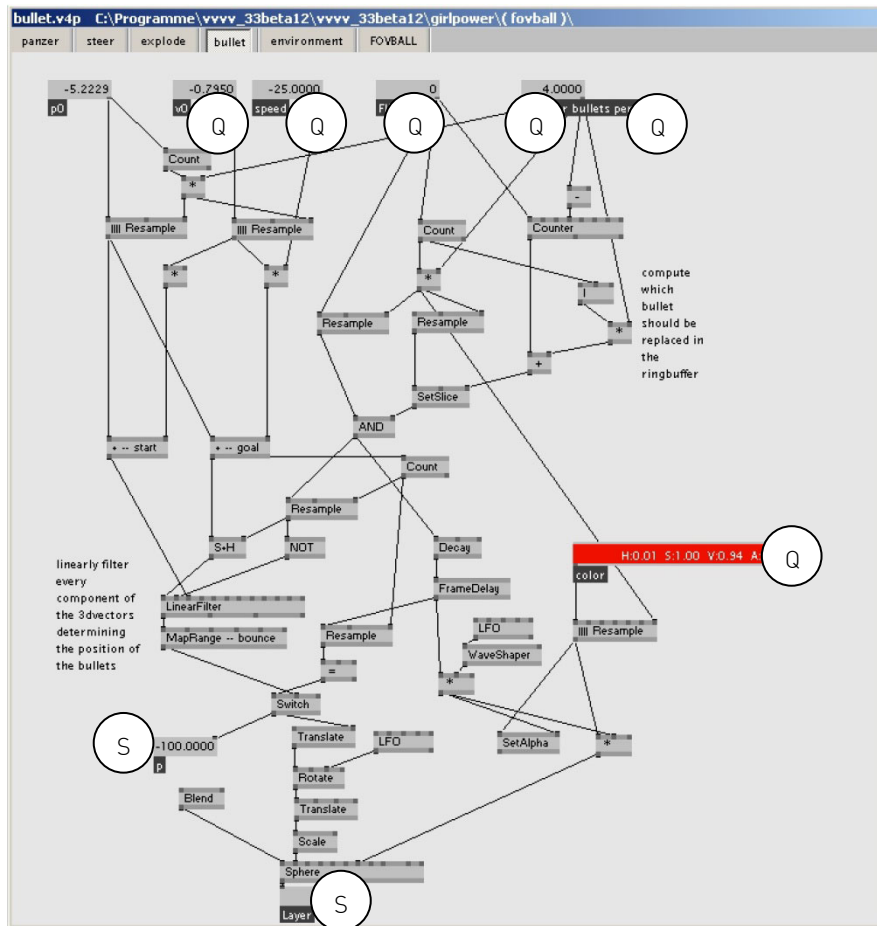 bullet.v4p C:\Programme\vvvv_33beta12\vvvv_33beta12\girlpower\( fovball )\
panzer steer explode bullet environment FOVBALL
-5.2229 -0.7950 -25.0000 0 4.0000
p0 speed bullets per
Q Q Q Q Q
Count
*
-
|||| Resample |||| Resample Count Counter
* * *
compute
which
bullet
should be
replaced in
the
ringbuffer
|
*
Resample Resample
+
SetSlice
AND
+ -- start + -- goal
Count
Resample
S+H NOT Decay
H:0.01 S:1.00 V:0.94 A: Q
color
linearly filter
every
component of
the 3dvectors
determining
the position of
the bullets
FrameDelay
LinearFilter
MapRange -- bounce Resample LFO |||| Resample
WaveShaper
=
*
Switch
S -100.0000
p
Translate LFO SetAlpha *
Rotate
Blend
Translate
Scale
Sphere
Layer S